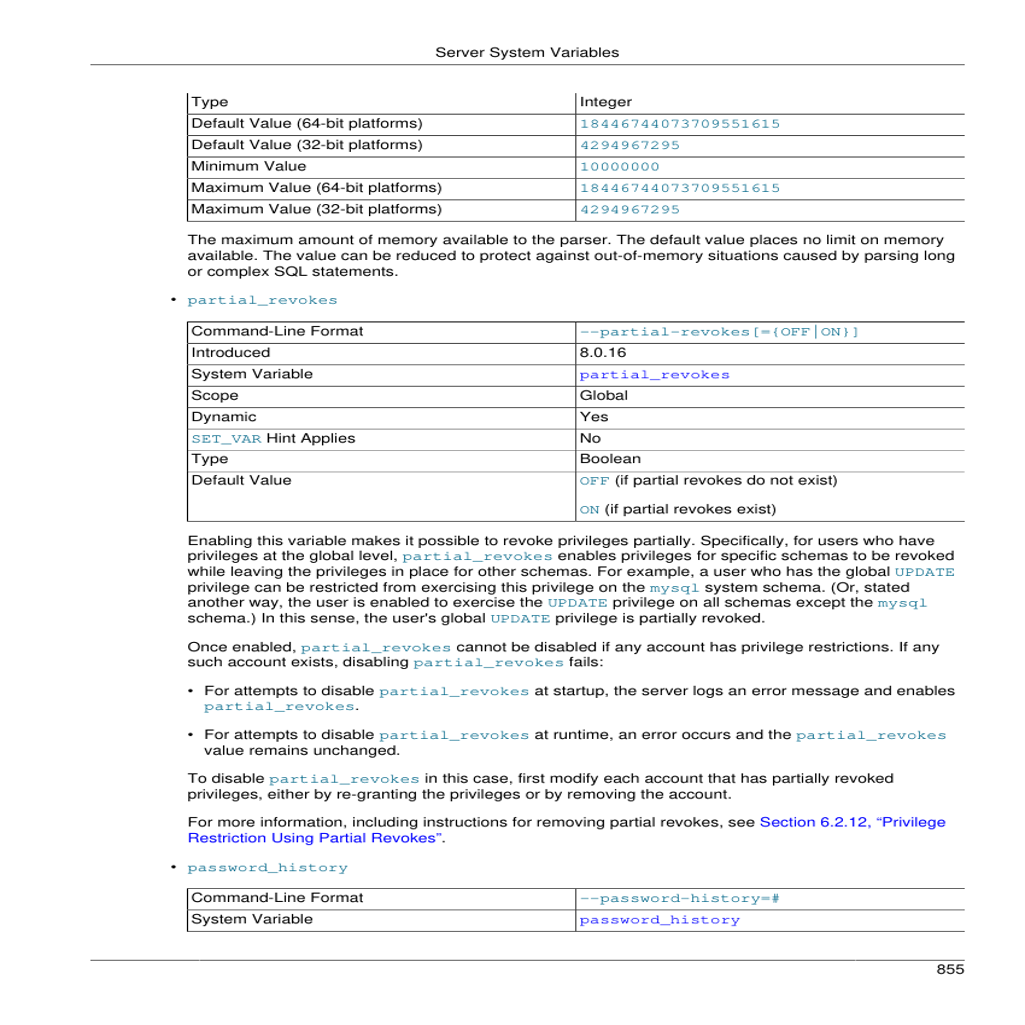 Server System Variables
Type Integer
Default Value (64-bit platforms) 18446744073709551615
Default Value (32-bit platforms) 4294967295
Minimum Value 10000000
Maximum Value (64-bit platforms) 18446744073709551615
Maximum Value (32-bit platforms) 4294967295
The maximum amount of memory available to the parser. The default value places no limit on memory
available. The value can be reduced to protect against out-of-memory situations caused by parsing long
or complex SQL statements.
• partial_revokes
Command-Line Format --partial-revokes[={OFF|ON}]
Introduced 8.0.16
System Variable partial_revokes
Scope Global
Dynamic Yes
SET_VAR Hint Applies No
Type Boolean
Default Value OFF (if partial revokes do not exist)
ON (if partial revokes exist)
Enabling this variable makes it possible to revoke privileges partially. Specifically, for users who have
privileges at the global level, partial_revokes enables privileges for specific schemas to be revoked
while leaving the privileges in place for other schemas. For example, a user who has the global UPDATE
privilege can be restricted from exercising this privilege on the mysql system schema. (Or, stated
another way, the user is enabled to exercise the UPDATE privilege on all schemas except the mysql
schema.) In this sense, the user's global UPDATE privilege is partially revoked.
Once enabled, partial_revokes cannot be disabled if any account has privilege restrictions. If any
such account exists, disabling partial_revokes fails:
• For attempts to disable partial_revokes at startup, the server logs an error message and enables
partial_revokes.
• For attempts to disable partial_revokes at runtime, an error occurs and the partial_revokes
value remains unchanged.
To disable partial_revokes in this case, first modify each account that has partially revoked
privileges, either by re-granting the privileges or by removing the account.
For more information, including instructions for removing partial revokes, see Section 6.2.12, “Privilege
Restriction Using Partial Revokes”.
• password_history
Command-Line Format --password-history=#
System Variable password_history
855